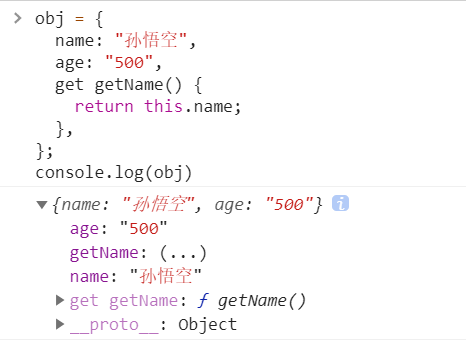 > obj = {
name: "孙悟空",
age: "500",
get getName() {
return this.name;
},
};
console.log(obj)
▼{name: "孙悟空", age: "500"} i
age: "500"
getName: (...)
name: "孙悟空"
▶ get getName: ƒ getName()
▶ __proto__: Object